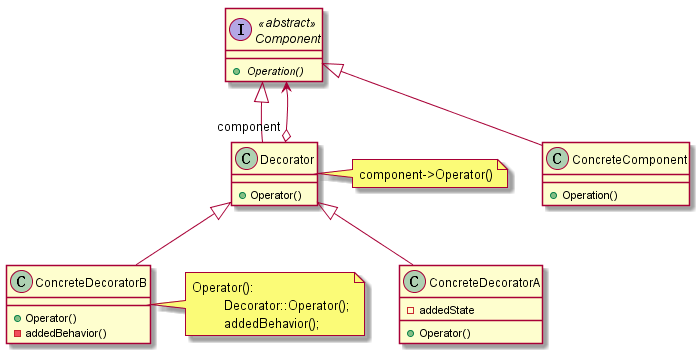 I
«abstract»
Component
Operation()
component
C Decorator
Operator()
component->Operator()
C ConcreteComponent
Operation()
C ConcreteDecoratorB
Operator()
addedBehavior()
Operator():
Decorator::Operator();
addedBehavior();
C ConcreteDecoratorA
addedState
Operator()